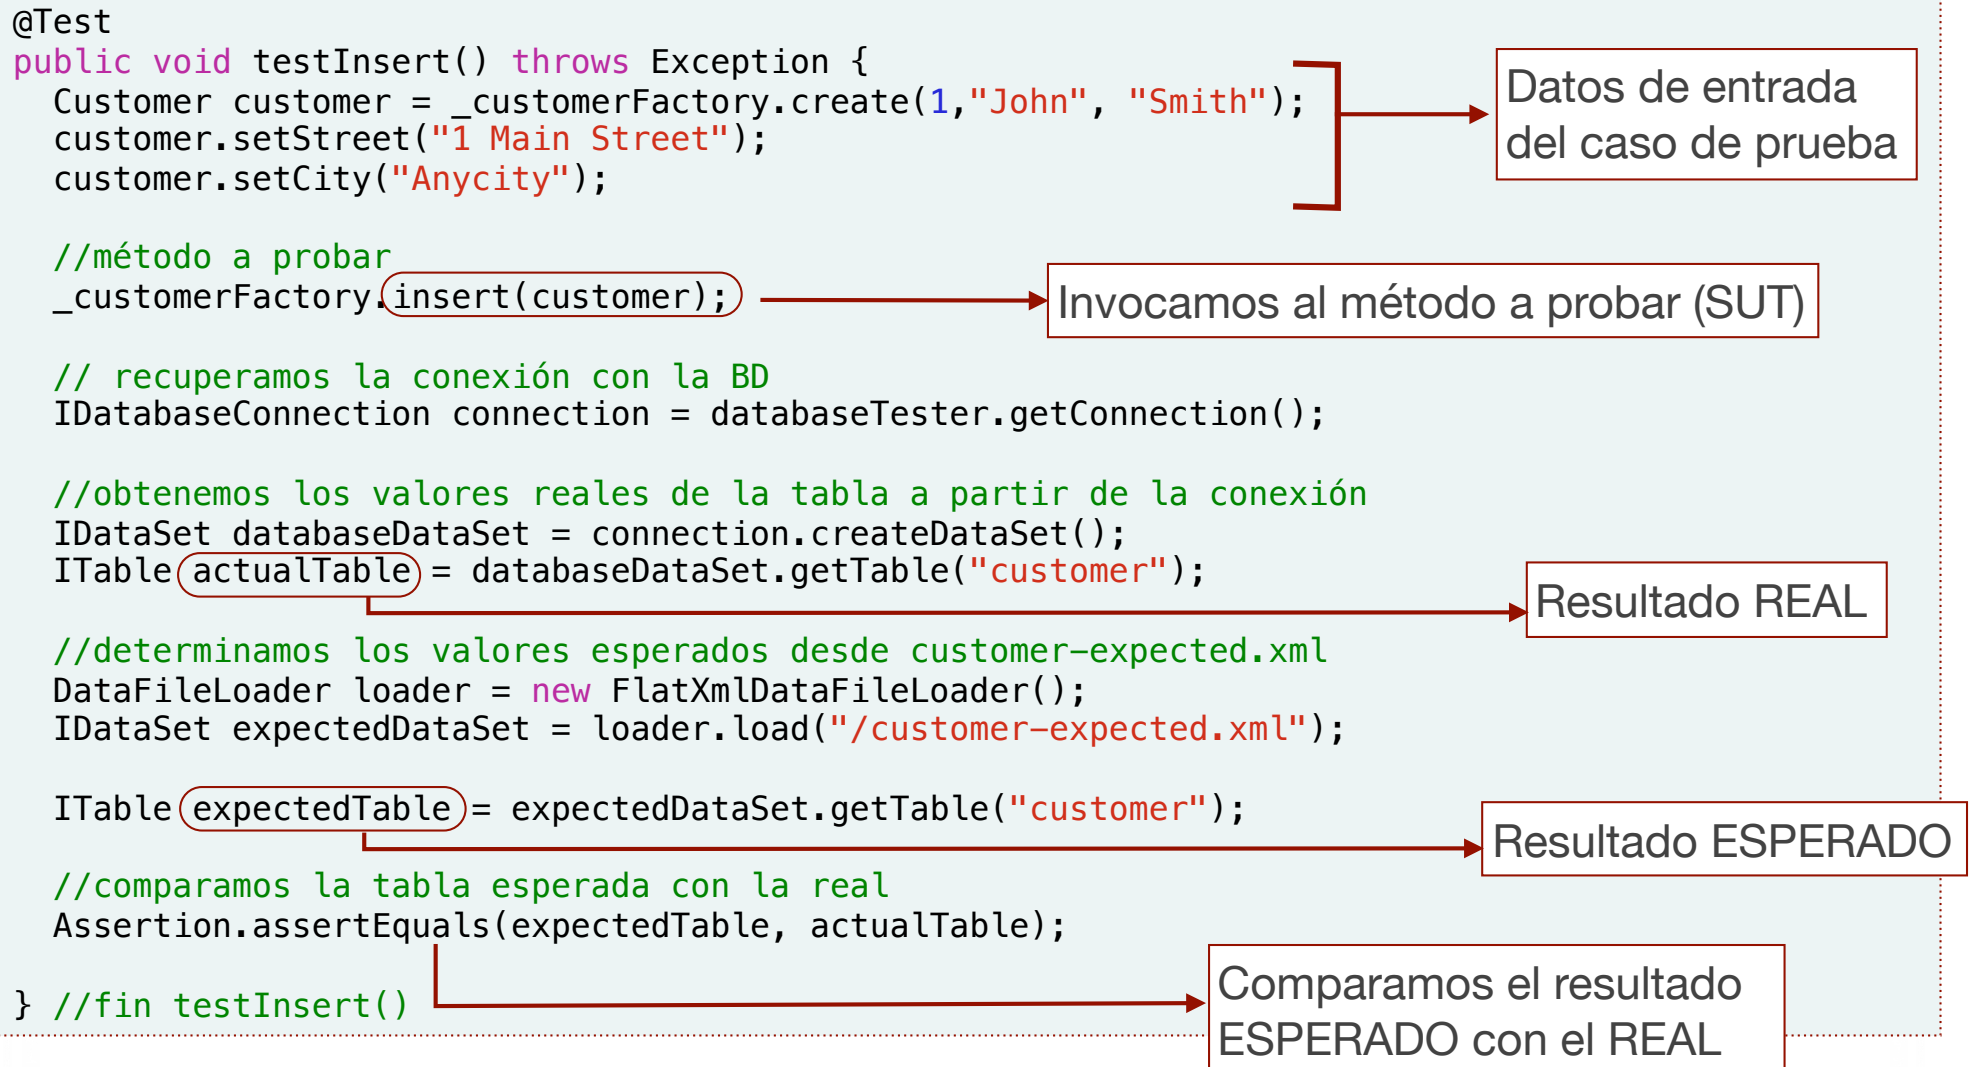 @Test
public void testInsert() throws Exception {
Customer customer = _customerFactory.create(1,"John", "Smith");
customer.setStreet("1 Main Street");
customer.setCity("Anycity");
Datos de entrada
del caso de prueba
//método a probar
_customerFactory.insert(customer);
Invocamos al método a probar (SUT)
// recuperamos la conexión con la BD
IDatabaseConnection connection = databaseTester.getConnection();
//obtenemos los valores reales de la tabla a partir de la conexión
IDataSet databaseDataSet = connection.createDataSet();
ITable actualTable = databaseDataSet.getTable("customer");
Resultado REAL
//determinamos los valores esperados desde customer-expected.xml
DataFileLoader loader = new FlatXmlDataFileLoader();
IDataSet expectedDataSet = loader.load("/customer-expected.xml");
ITable expectedTable = expectedDataSet.getTable("customer");
Resultado ESPERADO
//comparamos la tabla esperada con la real
Assertion.assertEquals(expectedTable, actualTable);
Comparamos el resultado
ESPERADO con el REAL
} //fin testInsert()